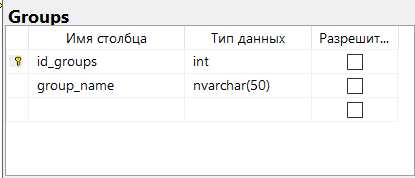 Groups
Имя столбца Тип данных Разрешит...
id_groups int
group_name nvarchar(50)